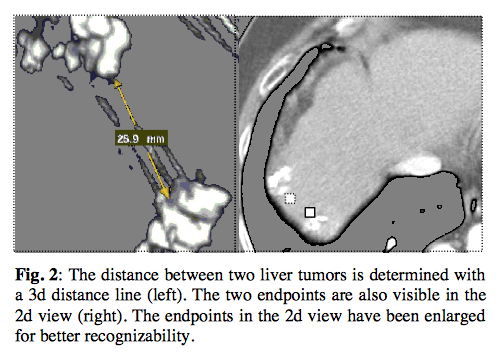 25.9 mm
Fig. 2: The distance between two liver tumors is determined with
a 3d distance line (left). The two endpoints are also visible in the
2d view (right). The endpoints in the 2d view have been enlarged
for better recognizability.